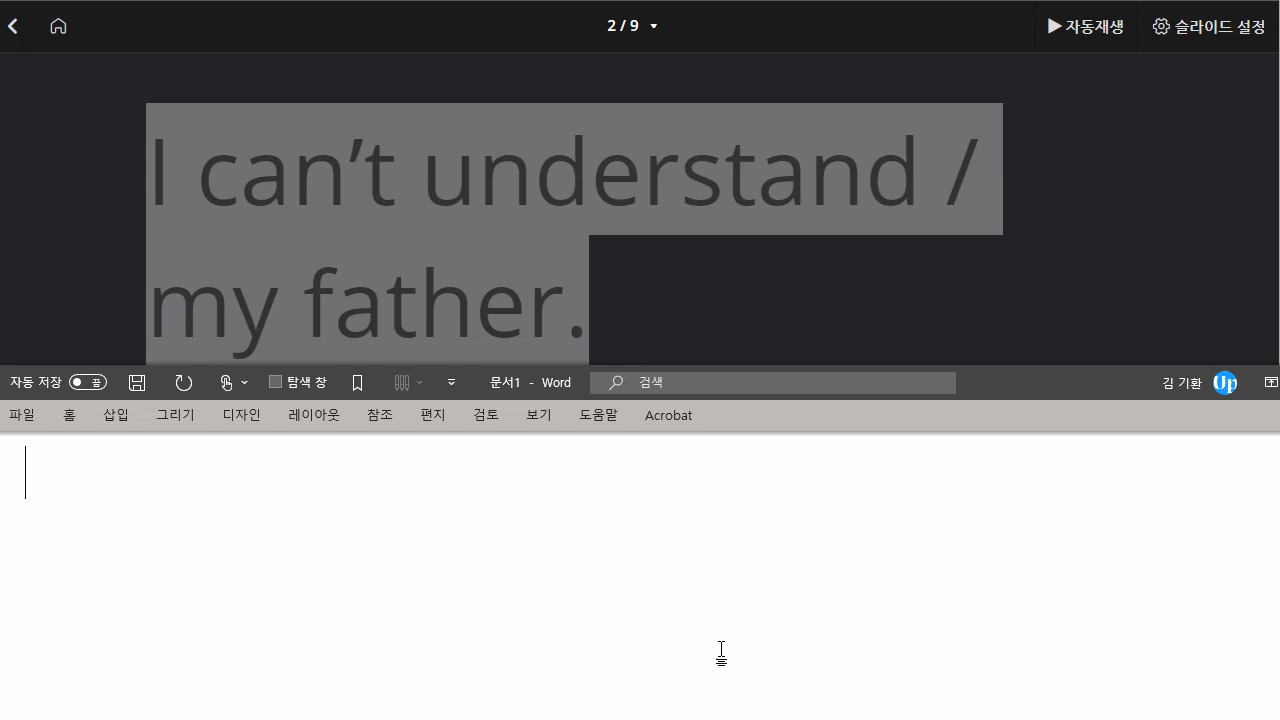 2 / 9
자동재생
슬라이드 설정
I can’t understand /
my father.
자동 저장 끔 탐색 창 문서1 - Word 검색 김 기환 Up
파일 홈 삽입 그리기 디자인 레이아웃 참조 편지 검토 보기 도움말 Acrobat